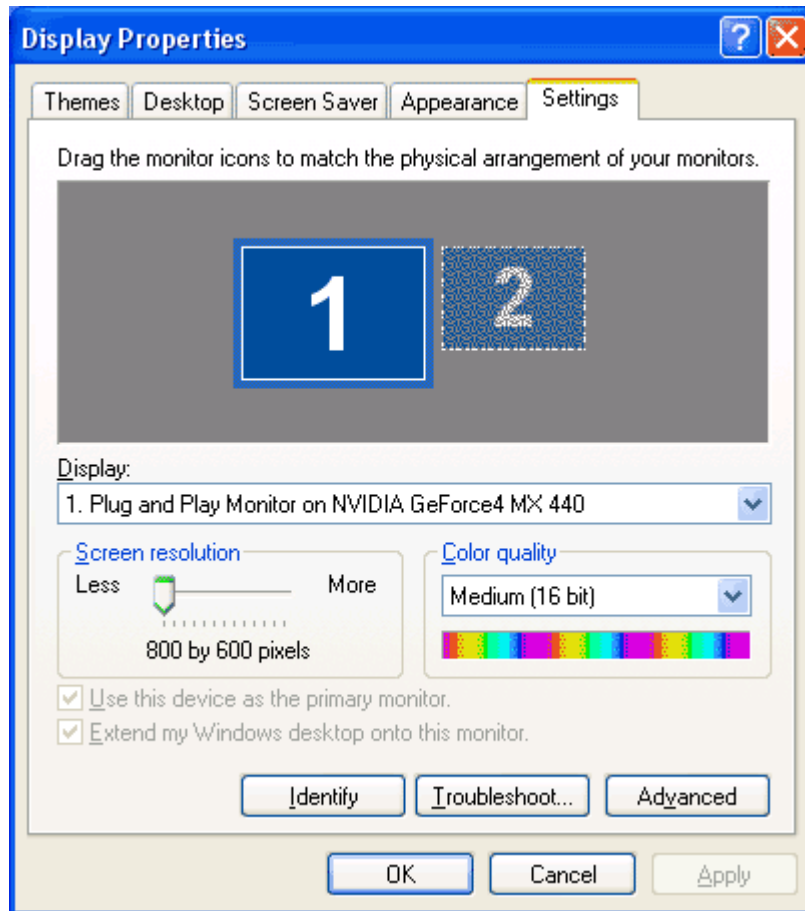 Display Properties
Themes Desktop Screen Saver Appearance Settings
Drag the monitor icons to match the physical arrangement of your monitors.
1 2
Display:
1. Plug and Play Monitor on NVIDIA GeForce4 MX 440
Screen resolution Color quality
Less More Medium (16 bit)
800 by 600 pixels
Use this device as the primary monitor.
Extend my Windows desktop onto this monitor.
Identify Troubleshoot... Advanced
OK Cancel Apply